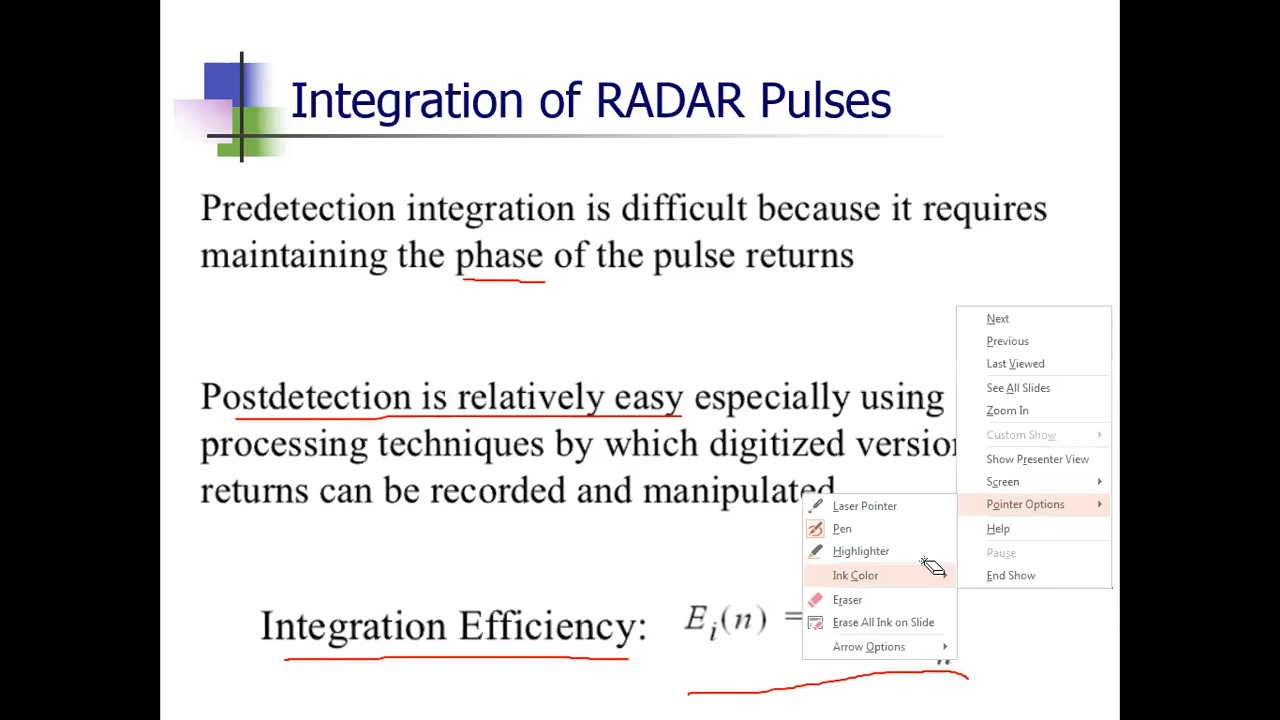 Integration of RADAR Pulses
Predetection integration is difficult because it requires
maintaining the phase of the pulse returns
Postdetection is relatively easy especially using
processing techniques by which digitized version
returns can be recorded and manipulated
Integration Efficiency: Eᵢ(n) =
n
Next
Previous
Last Viewed
See All Slides
Zoom In
Custom Show
Show Presenter View
Screen
Pointer Options
Help
Pause
End Show
Laser Pointer
Pen
Highlighter
Ink Color
Eraser
Erase All Ink on Slide
Arrow Options